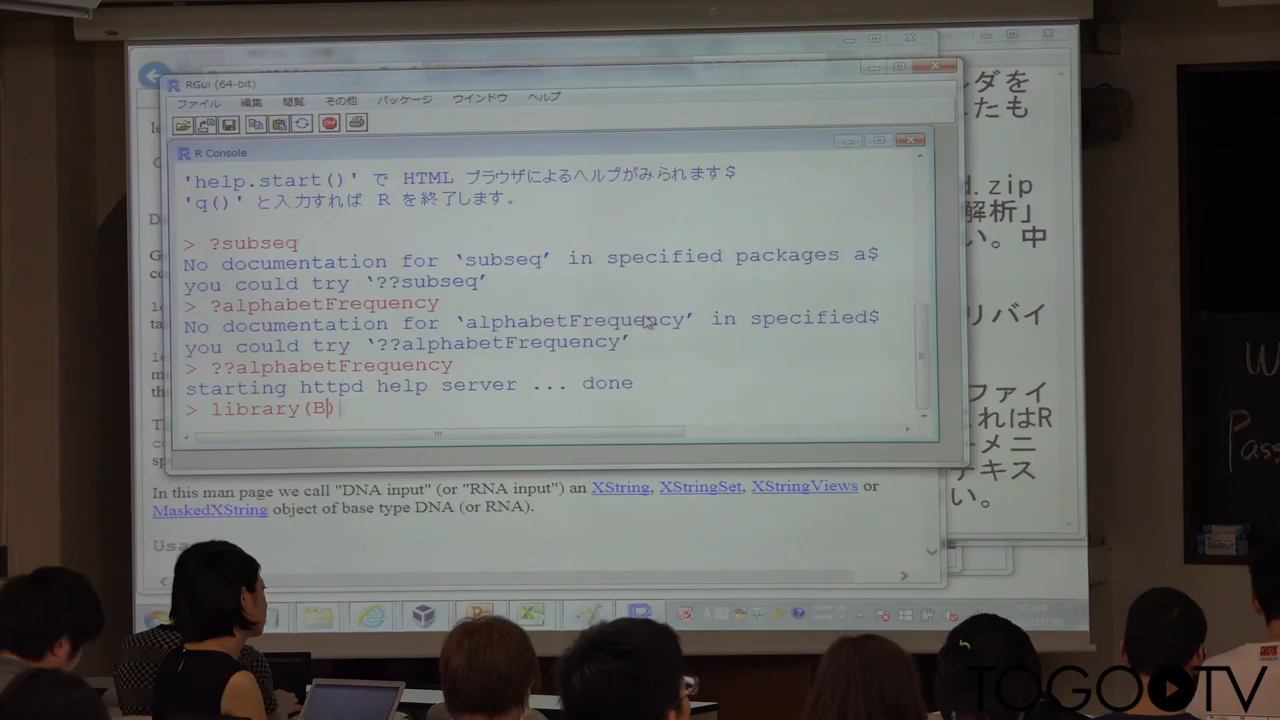 RGui (64-bit)
ファイル 編集 閲覧 その他 パッケージ ウインドウ ヘルプ
R Console
'help.start()' で HTML ブラウザによるヘルプがみられます$
'q()' と入力すれば R を終了します。
> ?subseq
No documentation for ‘subseq’ in specified packages a$
you could try ‘??subseq’
> ?alphabetFrequency
No documentation for ‘alphabetFrequency’ in specified$
you could try ‘??alphabetFrequency’
> ??alphabetFrequency
starting httpd help server ... done
> library(B)
In this man page we call "DNA input" (or "RNA input") an XString, XStringSet, XStringViews or
MaskedXString object of base type DNA (or RNA).
ダを
たも
d.zip
解析」
い。中
リバイ
ファイ
れはR
メニ
キス
い。
Pass
TOGOTV